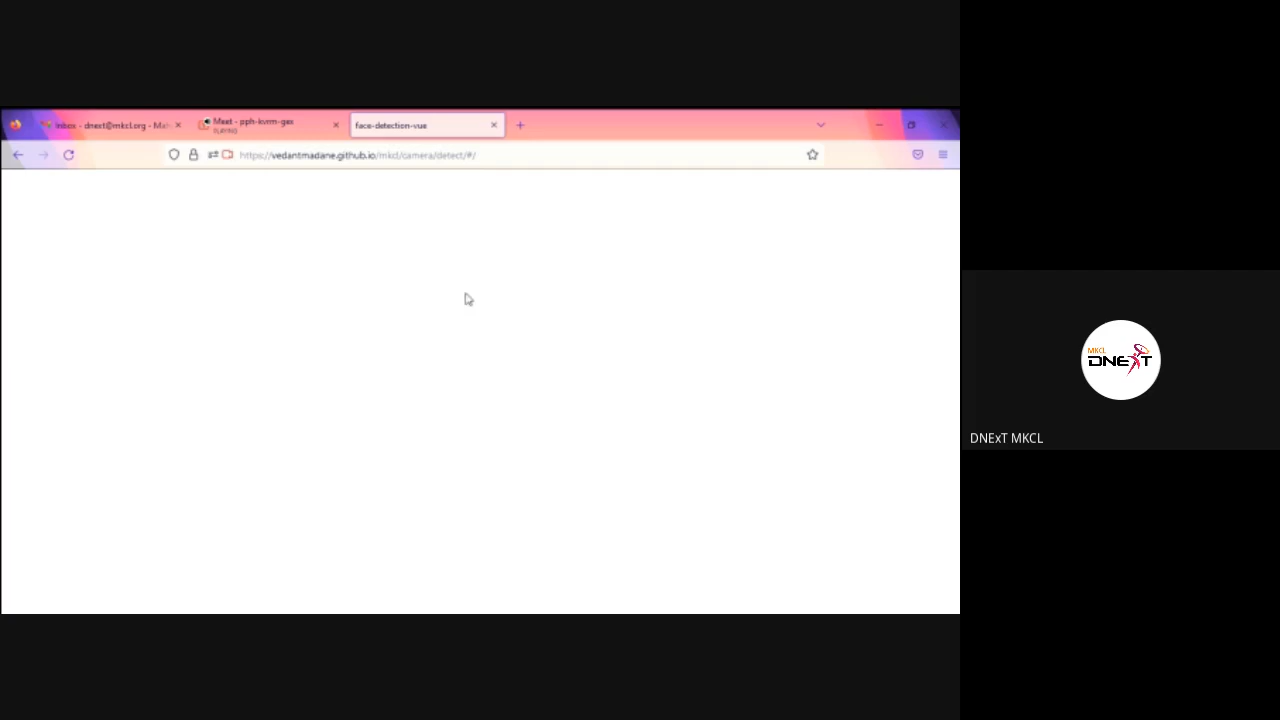 Inbox - dnext@mkcl.org - Mah
Meet - pph-kvrm-gex
PLAYING
face-detection-vue
https://vedantmadane.github.io/mkcl/camera/detect/#/
MKCL
DNEXT
DNExT MKCL